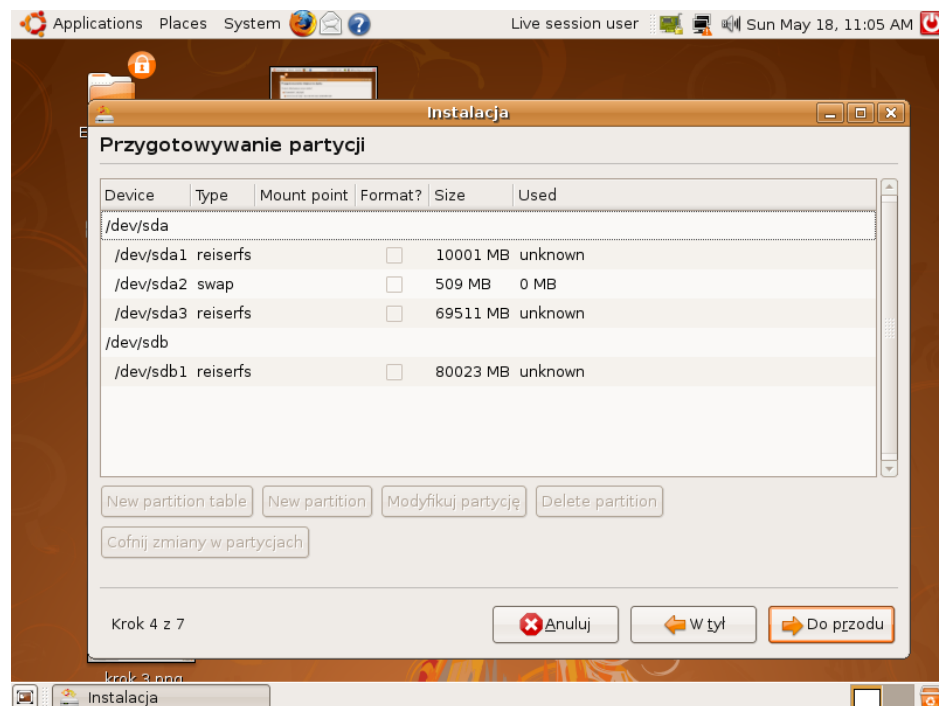 Applications Places System Live session user Sun May 18, 11:05 AM
E
Instalacja
Przygotowywanie partycji
Device Type Mount point Format? Size Used
/dev/sda
/dev/sda1 reiserfs 10001 MB unknown
/dev/sda2 swap 509 MB 0 MB
/dev/sda3 reiserfs 69511 MB unknown
/dev/sdb
/dev/sdb1 reiserfs 80023 MB unknown
New partition table New partition Modyfikuj partycję Delete partition
Cofnij zmiany w partycjach
Krok 4 z 7 Anuluj W tył Do przodu
krok 3.png
Instalacja